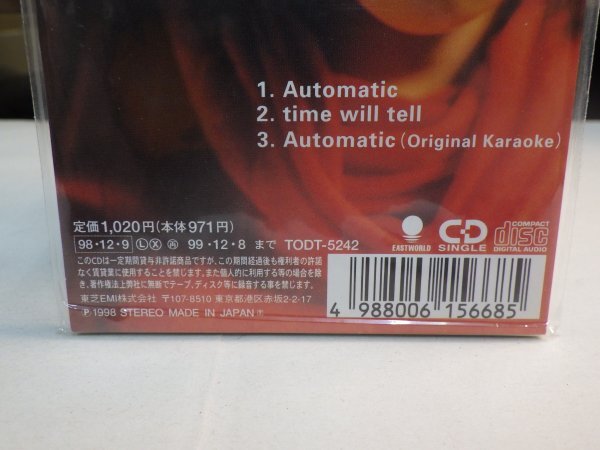 1. Automatic
2. time will tell
3. Automatic (Original Karaoke)
定価1,020円(本体971円)
98・12・9 Ⓛ Ⓧ 99・12・8 まで TODT-5242
EASTWORLD
CD SINGLE
COMPACT disc DIGITAL AUDIO
このCDは一定期間貸与非許諾商品ですが、この期間経過後も権利者の許諾
なく賃貸業に使用することを禁じます。また個人的に利用する等の場合を除
き、著作権法上弊社に無断でテープ、ディスク等に録音する事を禁じます。
東芝EMI株式会社 〒107-8510 東京都港区赤坂2-2-17
Ⓟ 1998 STEREO MADE IN JAPAN
4 988006 156685